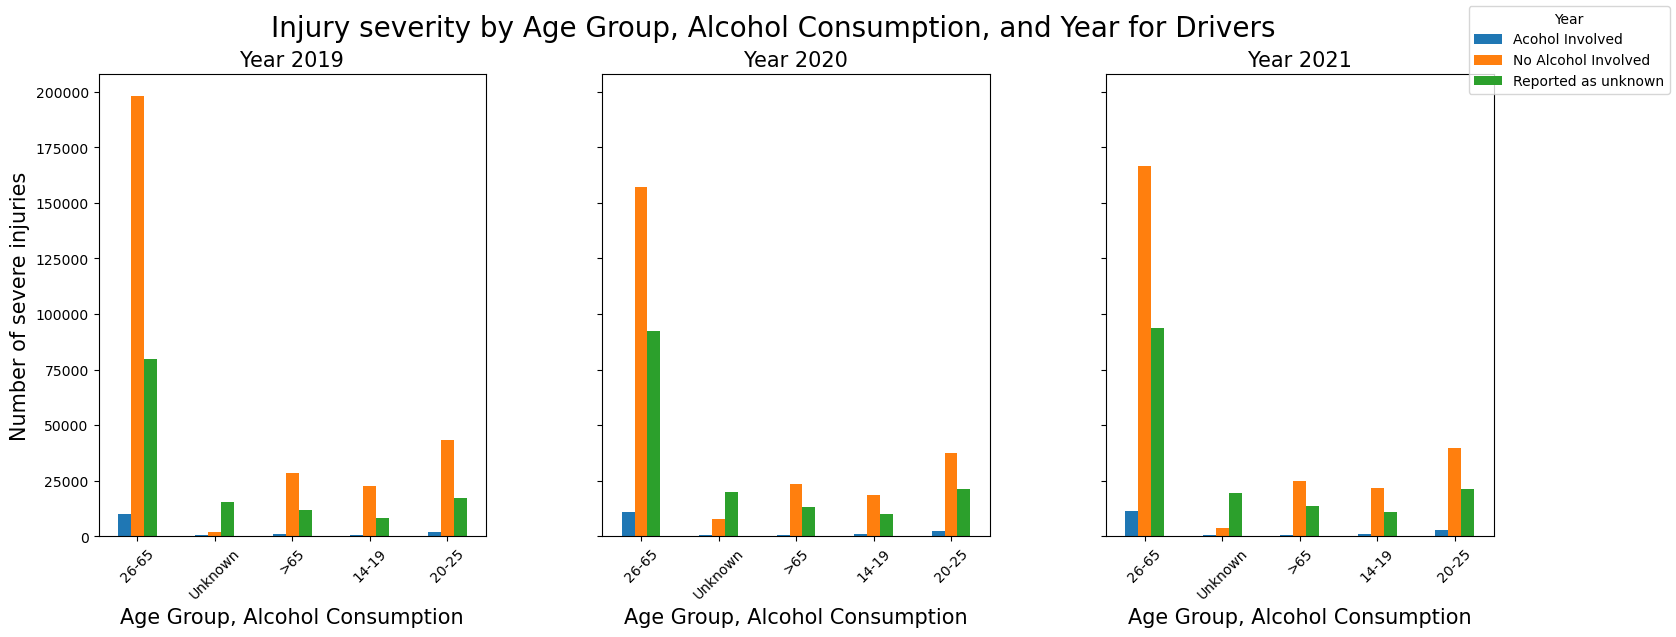 Injury severity by Age Group, Alcohol Consumption, and Year for Drivers
Year
Acohol Involved
No Alcohol Involved
Reported as unknown
Year 2019
Year 2020
Year 2021
Number of severe injuries
200000
175000
150000
125000
100000
75000
50000
25000
0
26-65
Unknown
>65
14-19
20-25
26-65
Unknown
>65
14-19
20-25
26-65
Unknown
>65
14-19
20-25
Age Group, Alcohol Consumption
Age Group, Alcohol Consumption
Age Group, Alcohol Consumption